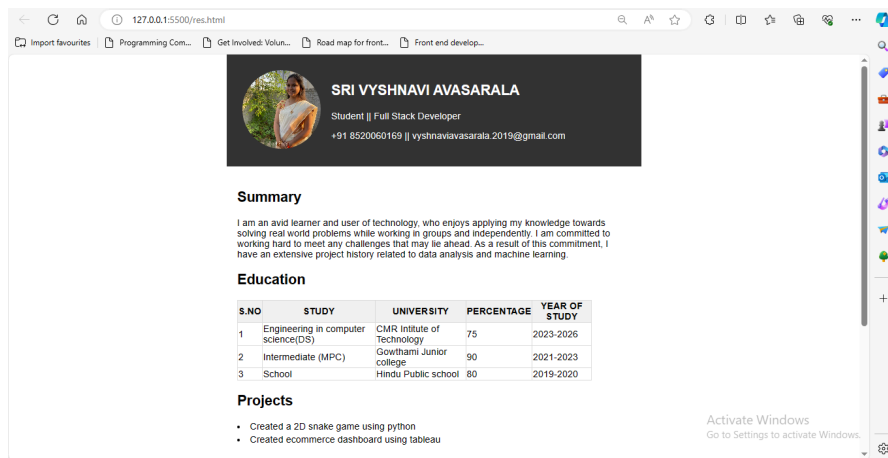 127.0.0.1:5500/res.html
Import favourites Programming Com... Get Involved: Volun... Road map for front... Front end develop...
SRI VYSHNAVI AVASARALA
Student || Full Stack Developer
+91 8520060169 || vyshnaviavasarala.2019@gmail.com
Summary
I am an avid learner and user of technology, who enjoys applying my knowledge towards
solving real world problems while working in groups and independently. I am committed to
working hard to meet any challenges that may lie ahead. As a result of this commitment, I
have an extensive project history related to data analysis and machine learning.
Education
S.NO STUDY UNIVERSITY PERCENTAGE YEAR OF STUDY
1 Engineering in computer science(DS) CMR Intitute of Technology 75 2023-2026
2 Intermediate (MPC) Gowthami Junior college 90 2021-2023
3 School Hindu Public school 80 2019-2020
Projects
• Created a 2D snake game using python
• Created ecommerce dashboard using tableau
Activate Windows
Go to Settings to activate Windows.